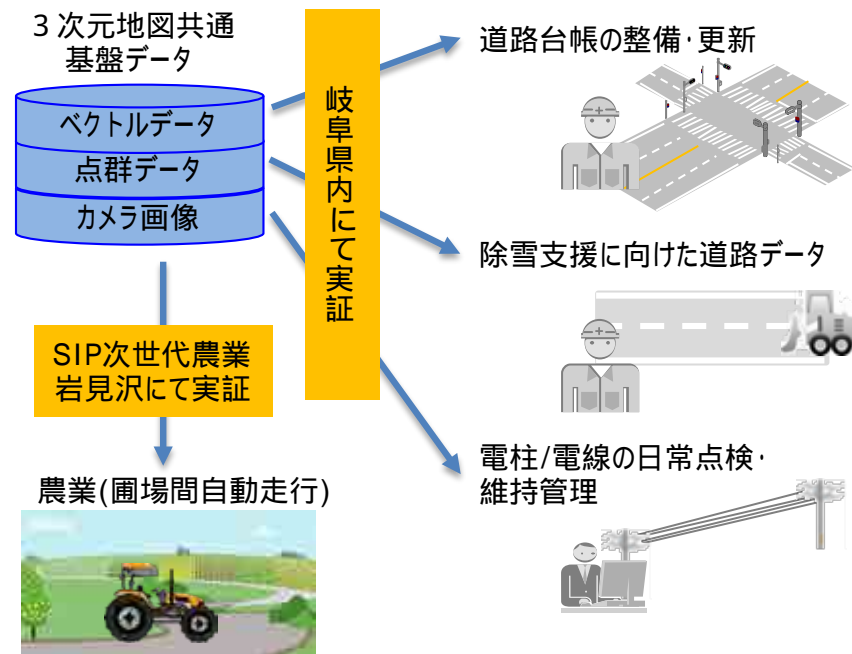 ３次元地図共通
基盤データ
ベクトルデータ
点群データ
カメラ画像
岐阜県内にて実証
道路台帳の整備･更新
除雪支援に向けた道路データ
電柱/電線の日常点検･
維持管理
SIP次世代農業
岩見沢にて実証
農業(圃場間自動走行)